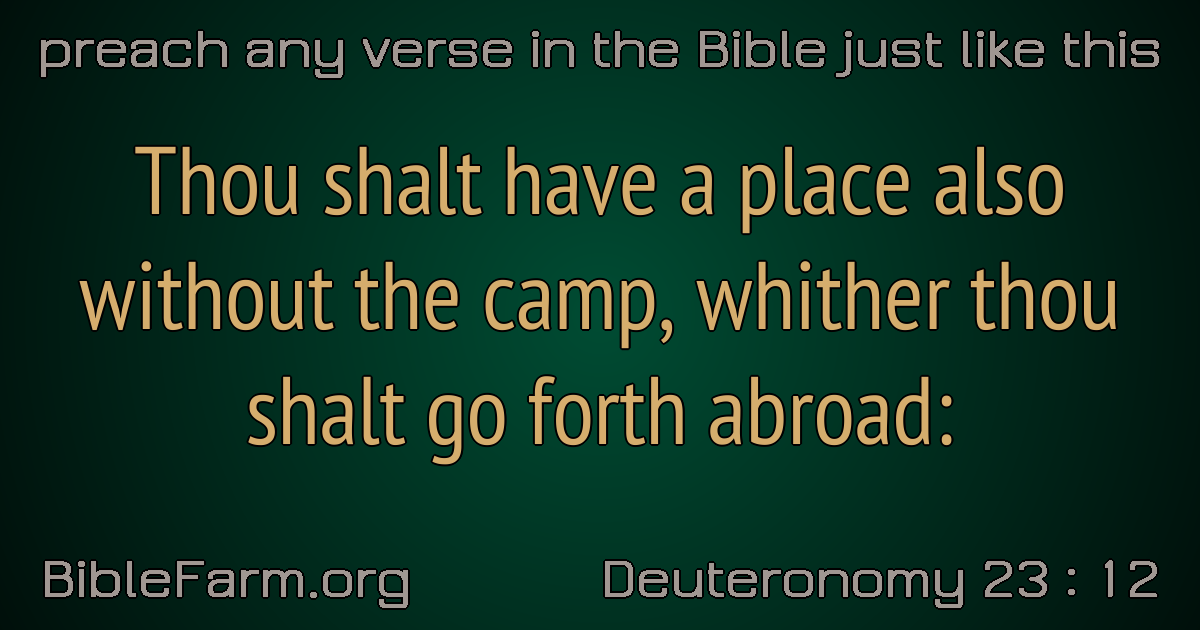 preach any verse in the Bible just like this
Thou shalt have a place also
without the camp, whither thou
shalt go forth abroad:
BibleFarm.org
Deuteronomy 23 : 12